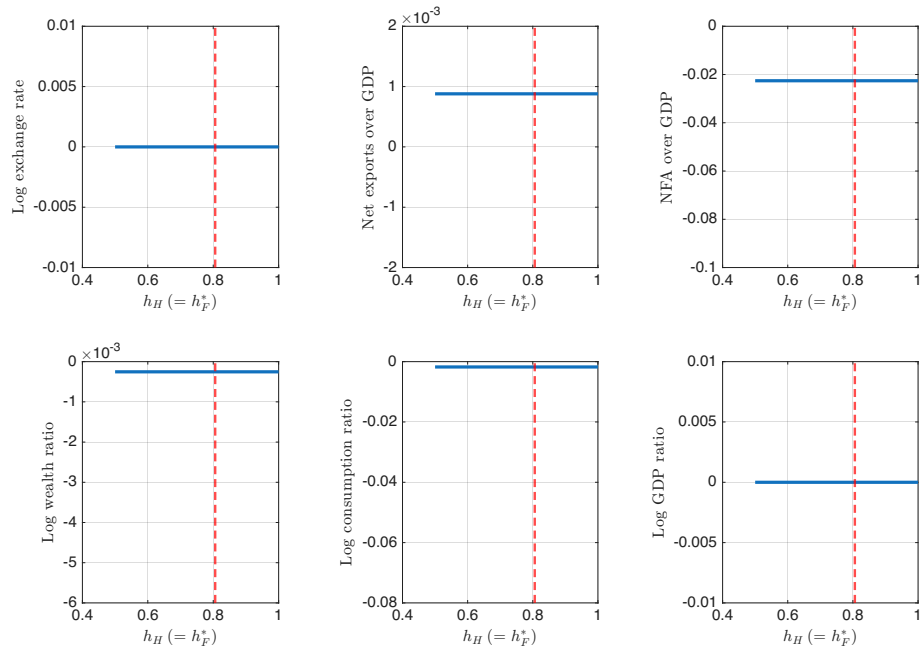 Log exchange rate
0.01
0.005
0
-0.005
-0.01
0.4 0.6 0.8 1
h_H (= h_F^*)
Net exports over GDP
×10^-3
2
1
0
-1
-2
0.4 0.6 0.8 1
h_H (= h_F^*)
NFA over GDP
0
-0.02
-0.04
-0.06
-0.08
-0.1
0.4 0.6 0.8 1
h_H (= h_F^*)
Log wealth ratio
×10^-3
0
-1
-2
-3
-4
-5
-6
0.4 0.6 0.8 1
h_H (= h_F^*)
Log consumption ratio
0
-0.02
-0.04
-0.06
-0.08
0.4 0.6 0.8 1
h_H (= h_F^*)
Log GDP ratio
0.01
0.005
0
-0.005
-0.01
0.4 0.6 0.8 1
h_H (= h_F^*)